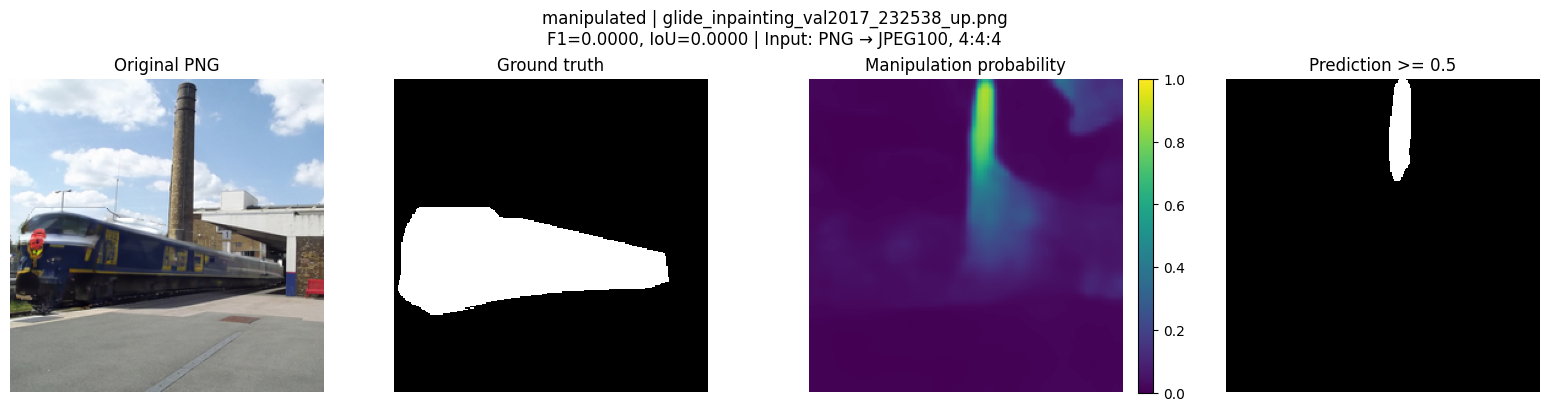 manipulated | glide_inpainting_val2017_232538_up.png
F1=0.0000, IoU=0.0000 | Input: PNG → JPEG100, 4:4:4
Original PNG
Ground truth
Manipulation probability
Prediction >= 0.5
1.0
0.8
0.6
0.4
0.2
0.0
1